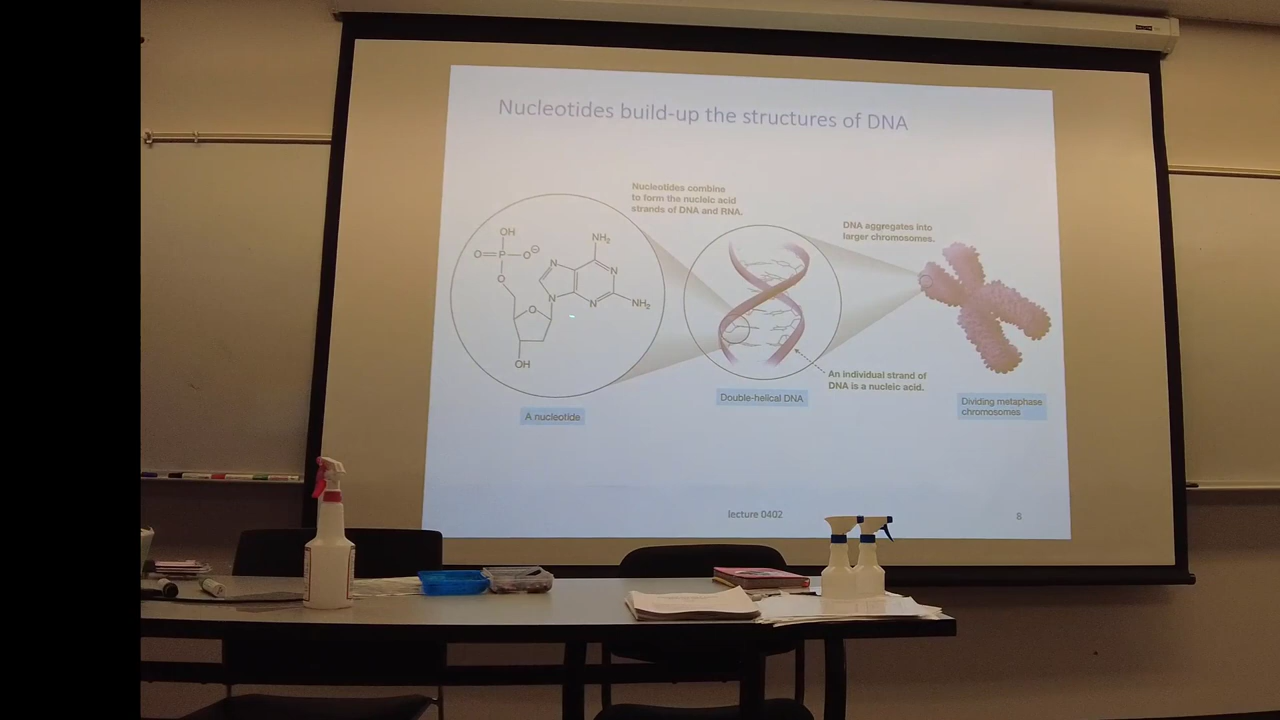 Nucleotides build-up the structures of DNA
Nucleotides combine
to form the nucleic acid
strands of DNA and RNA.
DNA aggregates into
larger chromosomes.
OH
O=P-O⊖
O
N
N
N
N
NH₂
NH₂
O
OH
An individual strand of
DNA is a nucleic acid.
A nucleotide
Double-helical DNA
Dividing metaphase
chromosomes
lecture 0402
8